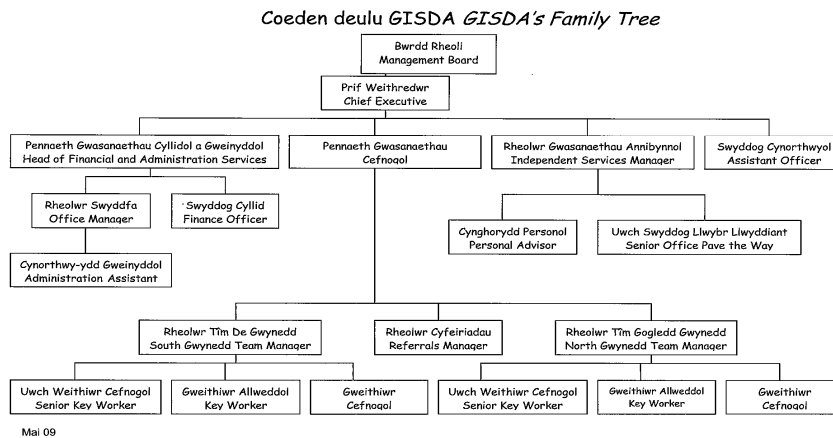 Coeden deulu GISDA GISDA's Family Tree
Bwrdd Rheoli
Management Board
Prif Weithredwr
Chief Executive
Pennaeth Gwasanaethau Cyllidol a Gweinyddol
Head of Financial and Administration Services
Pennaeth Gwasanaethau
Cefnogol
Rheolwr Gwasanaethau Annibynnol
Independent Services Manager
Swyddog Cynorthwyol
Assistant Officer
Rheolwr Swyddfa
Office Manager
Swyddog Cyllid
Finance Officer
Cynghorydd Personol
Personal Advisor
Uwch Swyddog Llwybr Llwyddiant
Senior Office Pave the Way
Cynorthwy-ydd Gweinyddol
Administration Assistant
Rheolwr Tîm De Gwynedd
South Gwynedd Team Manager
Rheolwr Cyfeiriadau
Referrals Manager
Rheolwr Tîm Gogledd Gwynedd
North Gwynedd Team Manager
Uwch Weithiwr Cefnogol
Senior Key Worker
Gweithiwr Allweddol
Key Worker
Gweithiwr
Cefnogol
Uwch Weithiwr Cefnogol
Senior Key Worker
Gweithiwr Allweddol
Key Worker
Gweithiwr
Cefnogol
Mai 09